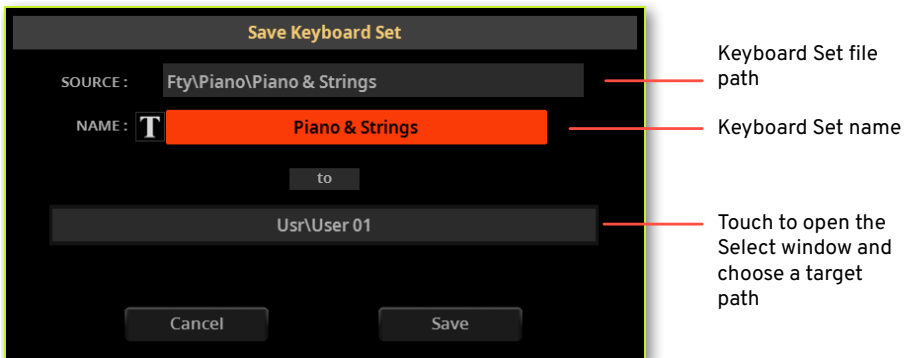 Save Keyboard Set
SOURCE :
Fty\Piano\Piano & Strings
Keyboard Set file
path
NAME :
T
Piano & Strings
Keyboard Set name
to
Usr\User 01
Touch to open the
Select window and
choose a target
path
Cancel
Save